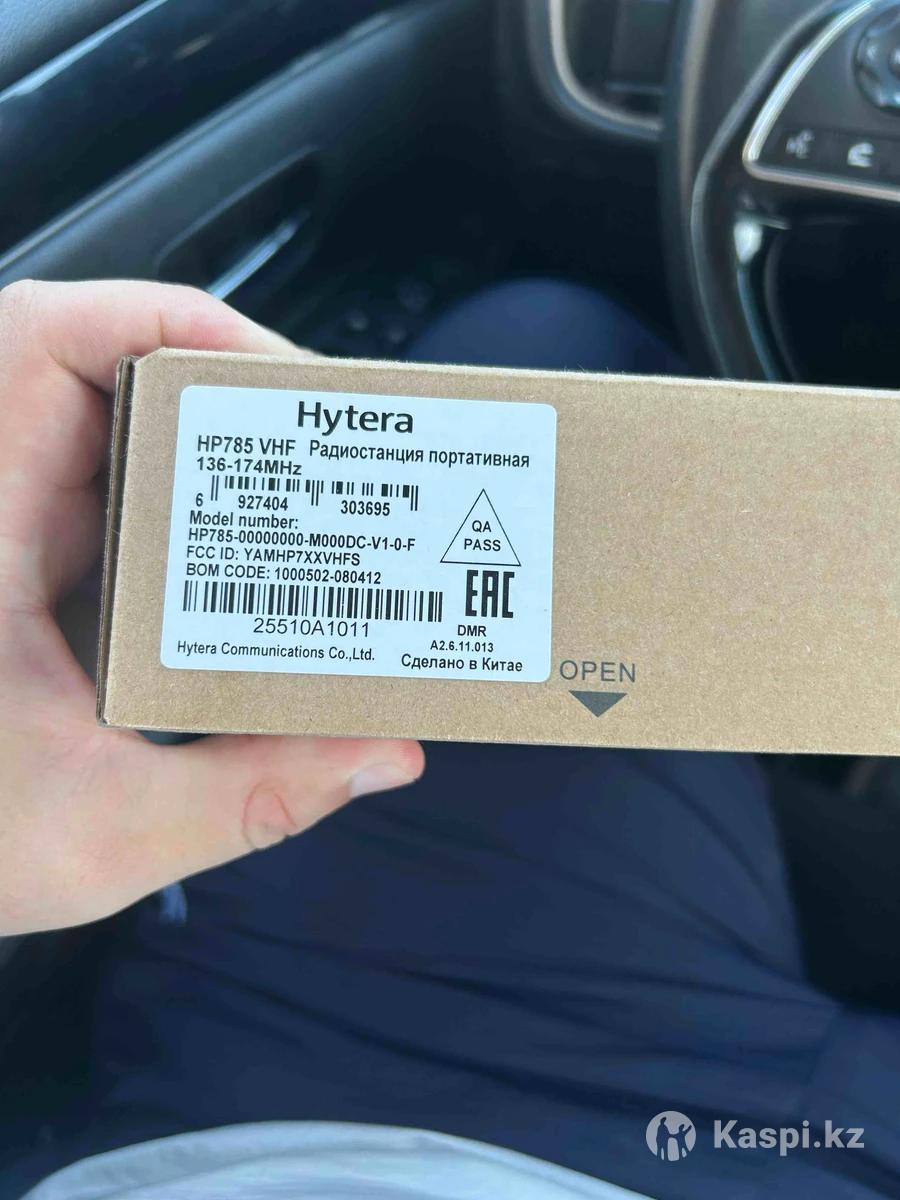 Hytera
HP785 VHF Радиостанция портативная
136-174MHz
6 927404 303695
Model number:
HP785-00000000-M000DC-V1-0-F
FCC ID: YAMHP7XXVHFS
BOM CODE: 1000502-080412
QA
PASS
EAC
25510A1011
DMR
A2.6.11.013
Hytera Communications Co.,Ltd.
Сделано в Китае
OPEN
Kaspi.kz